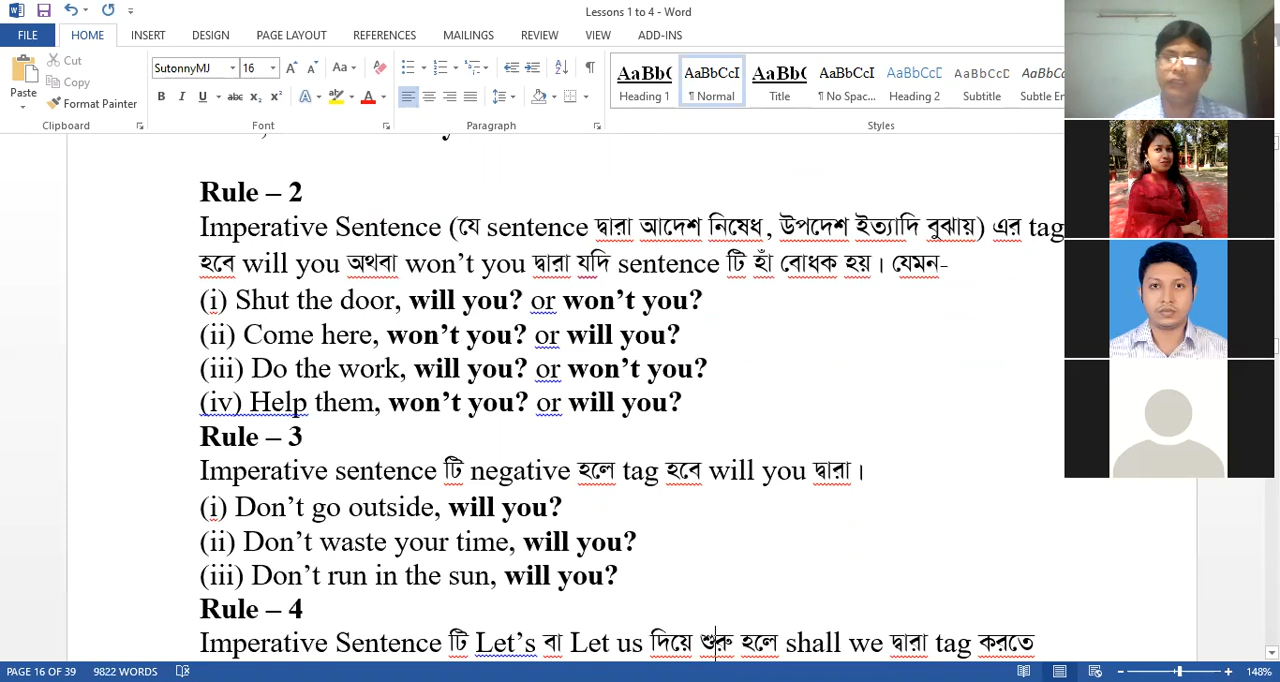 Lessons 1 to 4 - Word
FILE HOME INSERT DESIGN PAGE LAYOUT REFERENCES MAILINGS REVIEW VIEW ADD-INS
Paste
Cut
Copy
Format Painter
Clipboard
SutonnyMJ 16
Font
Paragraph
AaBb( Heading 1
AaBbCcI ¶ Normal
AaBb( Title
AaBbCcI ¶ No Spac...
AaBbCcD Heading 2
AaBbCcD Subtitle
AaBbCcI Subtle En
Styles
Rule – 2
Imperative Sentence (যে sentence দ্বারা আদেশ নিষেধ, উপদেশ ইত্যাদি বুঝায়) এর tag
হবে will you অথবা won’t you দ্বারা যদি sentence টি হাঁ বোধক হয়। যেমন-
(i) Shut the door, will you? or won’t you?
(ii) Come here, won’t you? or will you?
(iii) Do the work, will you? or won’t you?
(iv) Help them, won’t you? or will you?
Rule – 3
Imperative sentence টি negative হলে tag হবে will you দ্বারা।
(i) Don’t go outside, will you?
(ii) Don’t waste your time, will you?
(iii) Don’t run in the sun, will you?
Rule – 4
Imperative Sentence টি Let’s বা Let us দিয়ে শুরু হলে shall we দ্বারা tag করতে
PAGE 16 OF 39 9822 WORDS 148%